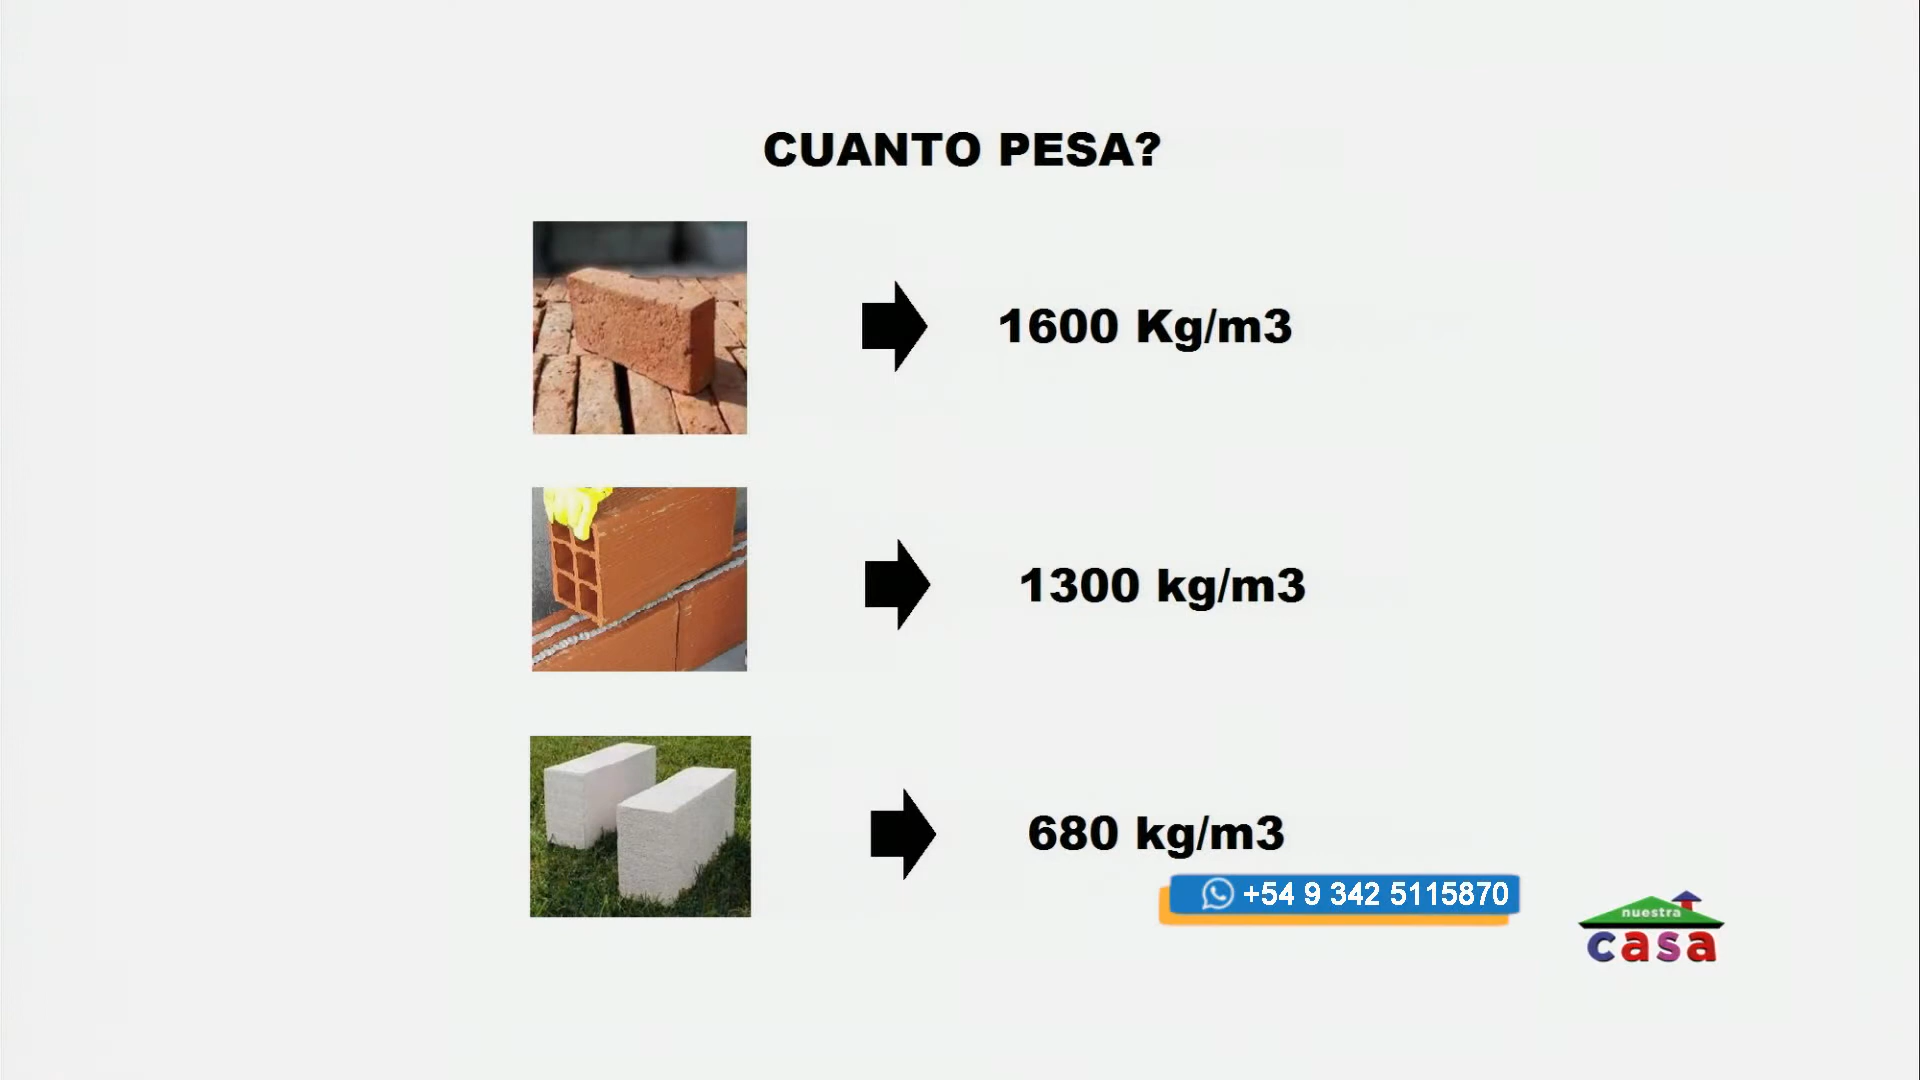 CUANTO PESA?
1600 Kg/m3
1300 kg/m3
680 kg/m3
+54 9 342 5115870
nuestra
casa